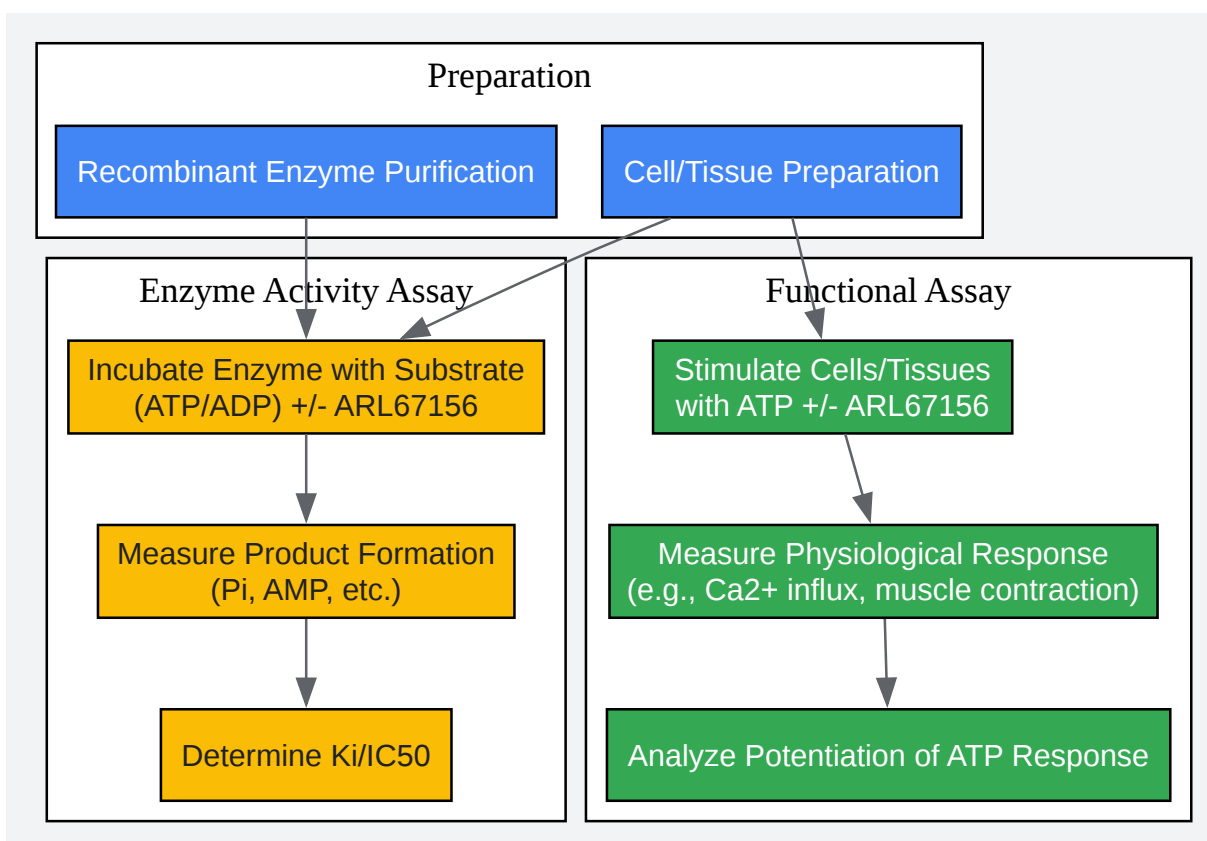 Preparation
Recombinant Enzyme Purification
Cell/Tissue Preparation
Enzyme Activity Assay
Incubate Enzyme with Substrate
(ATP/ADP) +/- ARL67156
Measure Product Formation
(Pi, AMP, etc.)
Determine Ki/IC50
Functional Assay
Stimulate Cells/Tissues
with ATP +/- ARL67156
Measure Physiological Response
(e.g., Ca2+ influx, muscle contraction)
Analyze Potentiation of ATP Response